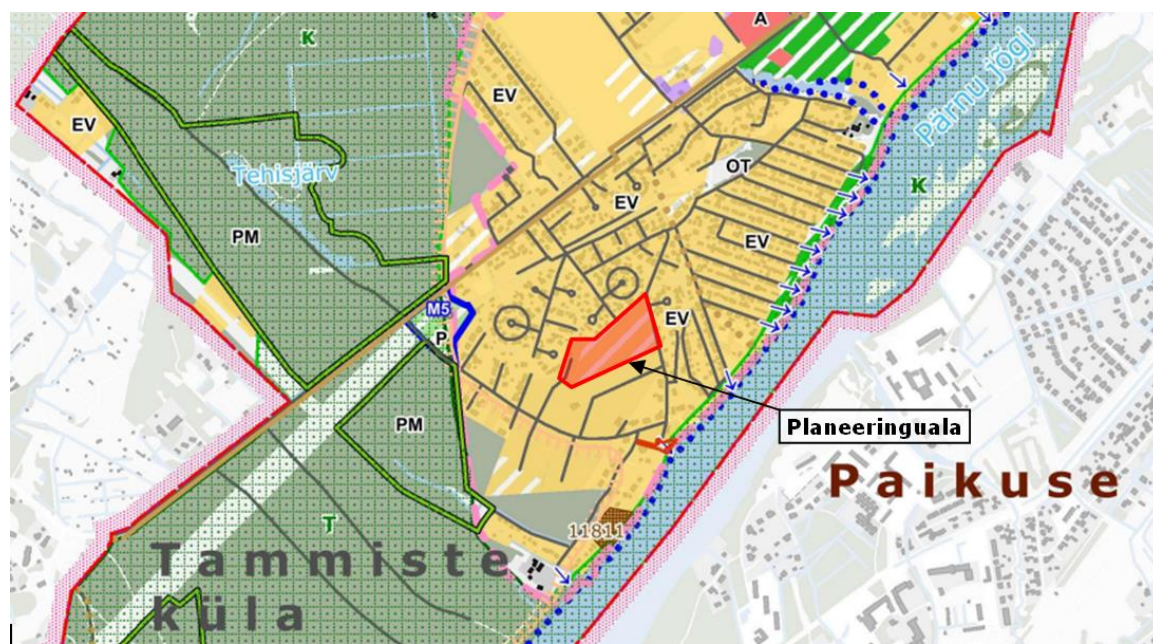 A
K
EV
EV
Pärnu jõgi
Tehisjärv
OT
K
EV
PM
EV
M5
EV
P
PM
Planeeringuala
Paikuse
T
11811
Tammiste
küla